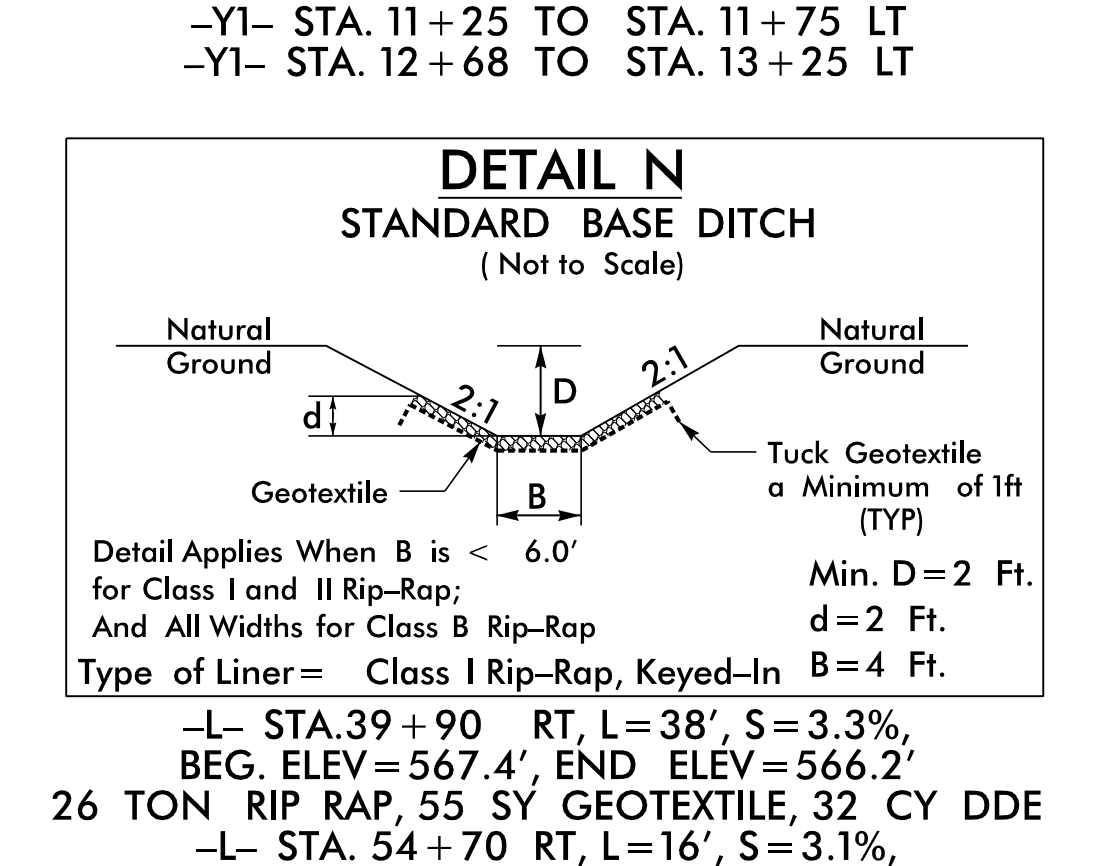 –Y1– STA. 11+25 TO STA. 11+75 LT
–Y1– STA. 12+68 TO STA. 13+25 LT
DETAIL N
STANDARD BASE DITCH
( Not to Scale)
Natural
Ground
Natural
Ground
2:1
D
2:1
d
Geotextile
B
Tuck Geotextile
a Minimum of 1ft
(TYP)
Detail Applies When B is < 6.0'
for Class I and II Rip–Rap;
And All Widths for Class B Rip–Rap
Type of Liner= Class I Rip–Rap, Keyed–In
Min. D=2 Ft.
d=2 Ft.
B=4 Ft.
–L– STA.39+90 RT, L=38', S=3.3%,
BEG. ELEV=567.4', END ELEV=566.2'
26 TON RIP RAP, 55 SY GEOTEXTILE, 32 CY DDE
–L– STA. 54+70 RT, L=16', S=3.1%,